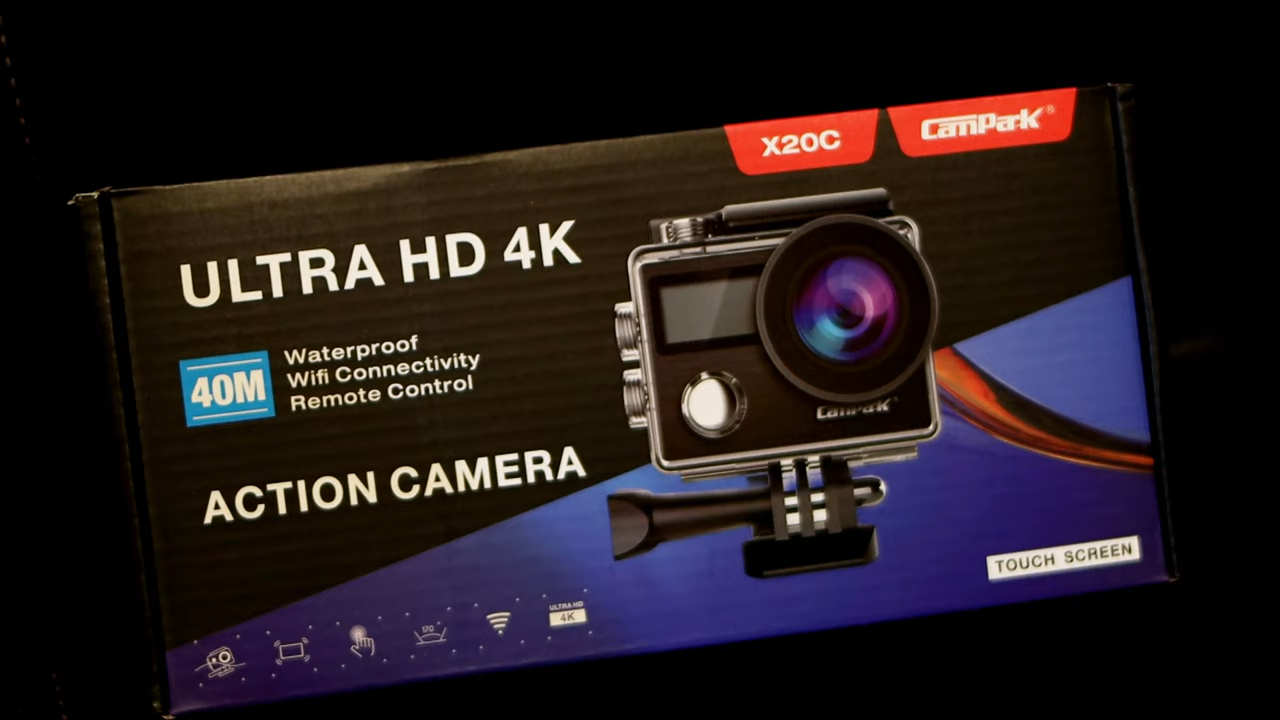 X20C
CamPark®
ULTRA HD 4K
40M
Waterproof
Wifi Connectivity
Remote Control
CamPark®
ACTION CAMERA
TOUCH SCREEN
170
ULTRA HD
4K